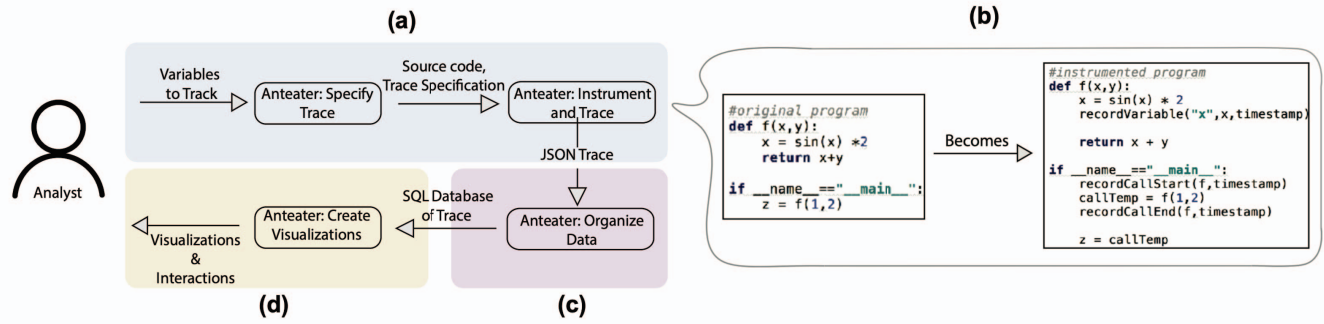 (a)
(b)
Variables
to Track
Anteater: Specify
Trace
Source code,
Trace Specification
Anteater: Instrument
and Trace
JSON Trace
Analyst
SQL Database
of Trace
Anteater: Organize
Data
Anteater: Create
Visualizations
Visualizations
&
Interactions
(d)
(c)
#original program
def f(x,y):
x = sin(x) *2
return x+y
if __name__=="__main__":
z = f(1,2)
Becomes
#instrumented program
def f(x,y):
x = sin(x) * 2
recordVariable("x",x,timestamp)
return x + y
if __name__=="__main__":
recordCallStart(f,timestamp)
callTemp = f(1,2)
recordCallEnd(f,timestamp)
z = callTemp